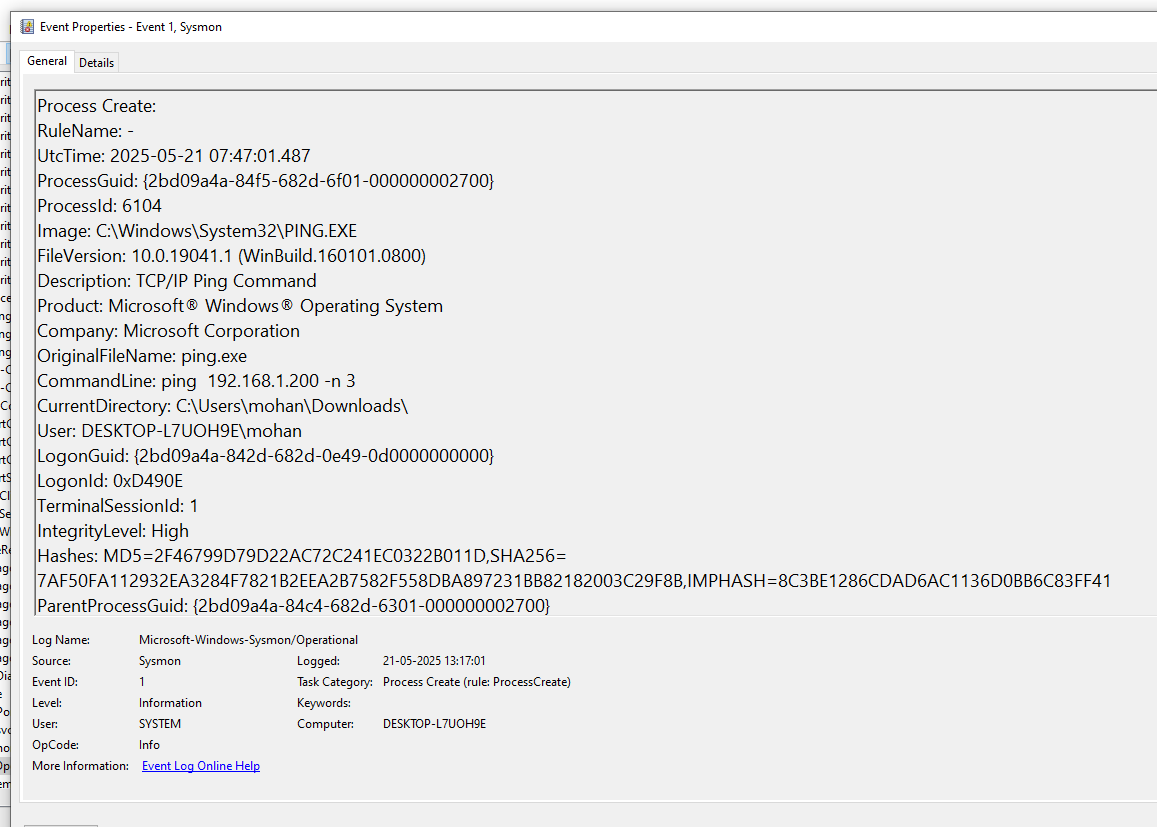 Event Properties - Event 1, Sysmon
General
Details
Process Create:
RuleName: -
UtcTime: 2025-05-21 07:47:01.487
ProcessGuid: {2bd09a4a-84f5-682d-6f01-000000002700}
ProcessId: 6104
Image: C:\Windows\System32\PING.EXE
FileVersion: 10.0.19041.1 (WinBuild.160101.0800)
Description: TCP/IP Ping Command
Product: Microsoft® Windows® Operating System
Company: Microsoft Corporation
OriginalFileName: ping.exe
CommandLine: ping  192.168.1.200 -n 3
CurrentDirectory: C:\Users\mohan\Downloads\
User: DESKTOP-L7UOH9E\mohan
LogonGuid: {2bd09a4a-842d-682d-0e49-0d0000000000}
LogonId: 0xD490E
TerminalSessionId: 1
IntegrityLevel: High
Hashes: MD5=2F46799D79D22AC72C241EC0322B011D,SHA256=
7AF50FA112932EA3284F7821B2EEA2B7582F558DBA897231BB82182003C29F8B,IMPHASH=8C3BE1286CDAD6AC1136D0BB6C83FF41
ParentProcessGuid: {2bd09a4a-84c4-682d-6301-000000002700}
Log Name: Microsoft-Windows-Sysmon/Operational
Source: Sysmon Logged: 21-05-2025 13:17:01
Event ID: 1 Task Category: Process Create (rule: ProcessCreate)
Level: Information Keywords:
User: SYSTEM Computer: DESKTOP-L7UOH9E
OpCode: Info
More Information: Event Log Online Help